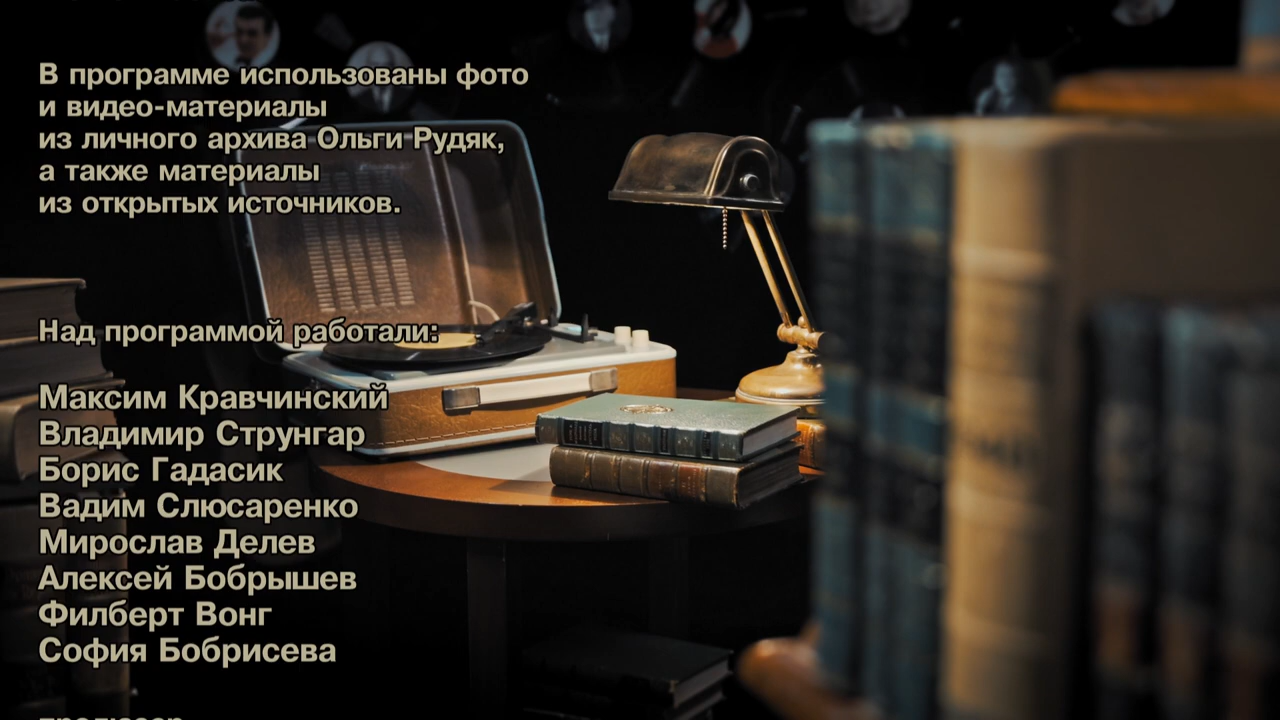 В программе использованы фото
и видео-материалы
из личного архива Ольги Рудяк,
а также материалы
из открытых источников.
Над программой работали:
Максим Кравчинский
Владимир Струнгар
Борис Гадасик
Вадим Слюсаренко
Мирослав Делев
Алексей Бобрышев
Филберт Вонг
София Бобрисева